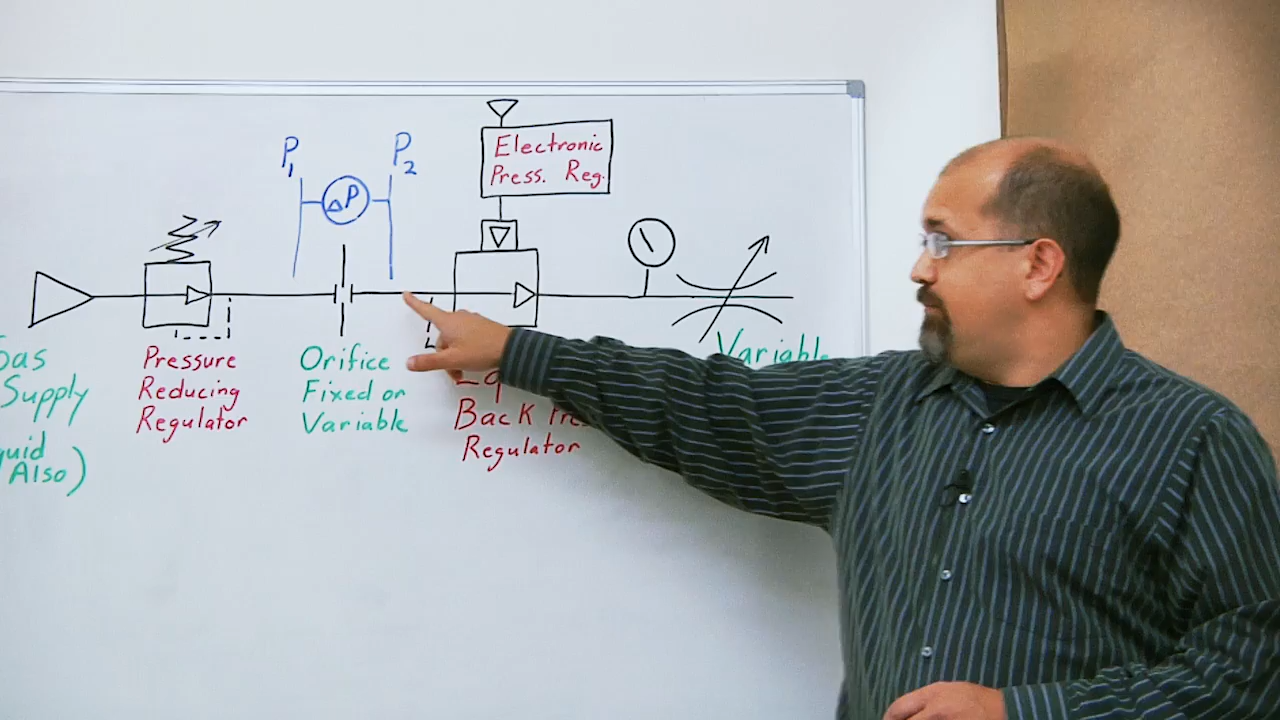 P1
P2
ΔP
Electronic
Press. Reg.
Gas
Supply
Also)
Pressure
Reducing
Regulator
Orifice
Fixed or
Variable
Back
Regulator
Variable